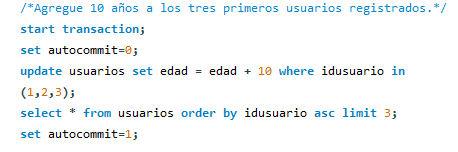 /*Agregue 10 años a los tres primeros usuarios registrados.*/
start transaction;
set autocommit=0;
update usuarios set edad = edad + 10 where idusuario in
(1,2,3);
select * from usuarios order by idusuario asc limit 3;
set autocommit=1;